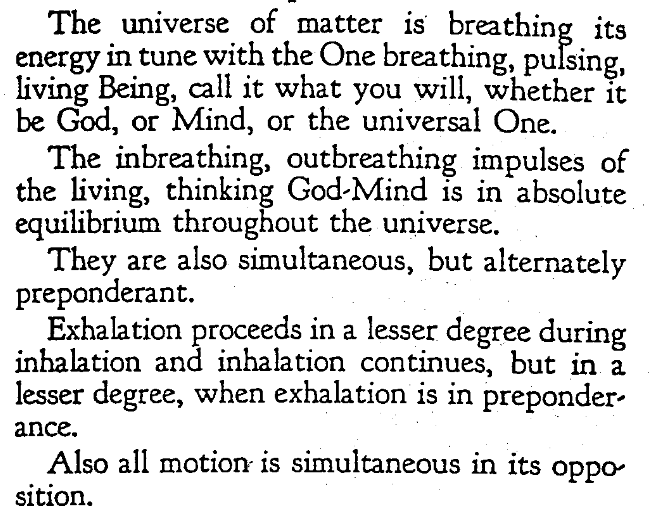 The universe of matter is breathing its
energy in tune with the One breathing, pulsing,
living Being, call it what you will, whether it
be God, or Mind, or the universal One.
The inbreathing, outbreathing impulses of
the living, thinking God-Mind is in absolute
equilibrium throughout the universe.
They are also simultaneous, but alternately
preponderant.
Exhalation proceeds in a lesser degree during
inhalation and inhalation continues, but in a
lesser degree, when exhalation is in preponder-
ance.
Also all motion is simultaneous in its oppo-
sition.